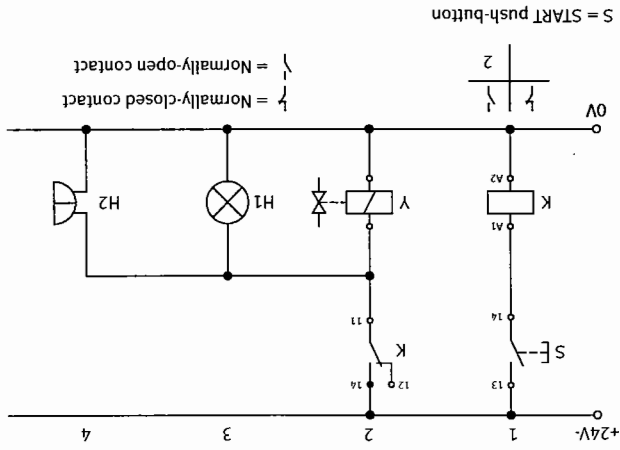 +24V
1 2 3 4
13 12 14
S K
14 11
A1
K Y H1 H2
A2
0V
2
= Normally-closed contact
= Normally-open contact
S = START push-button